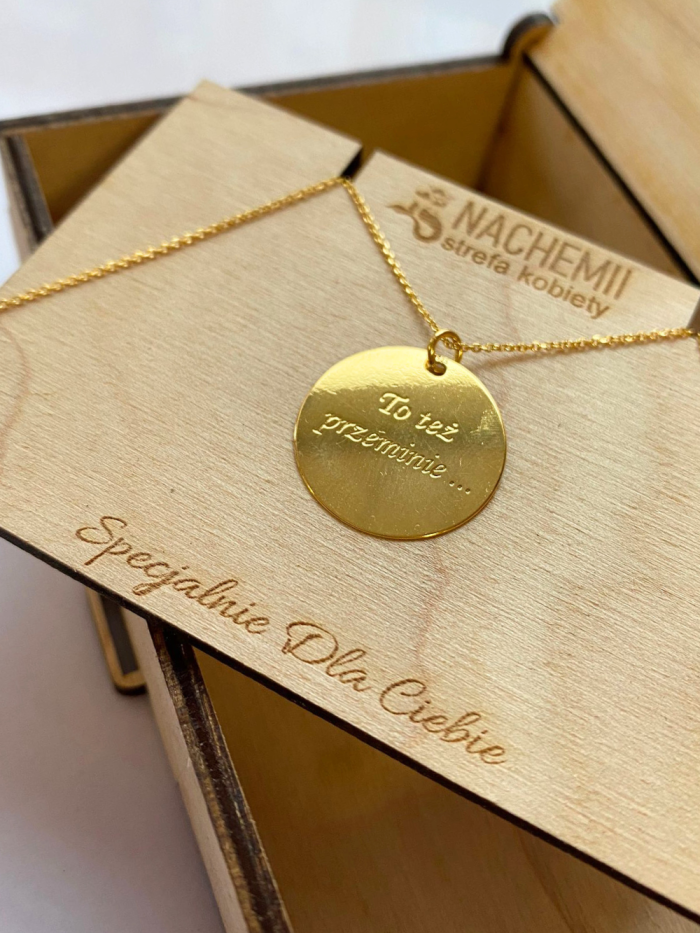 NACHEMII
strefa kobiety
To też
przeminie ...
Specjalnie Dla Ciebie